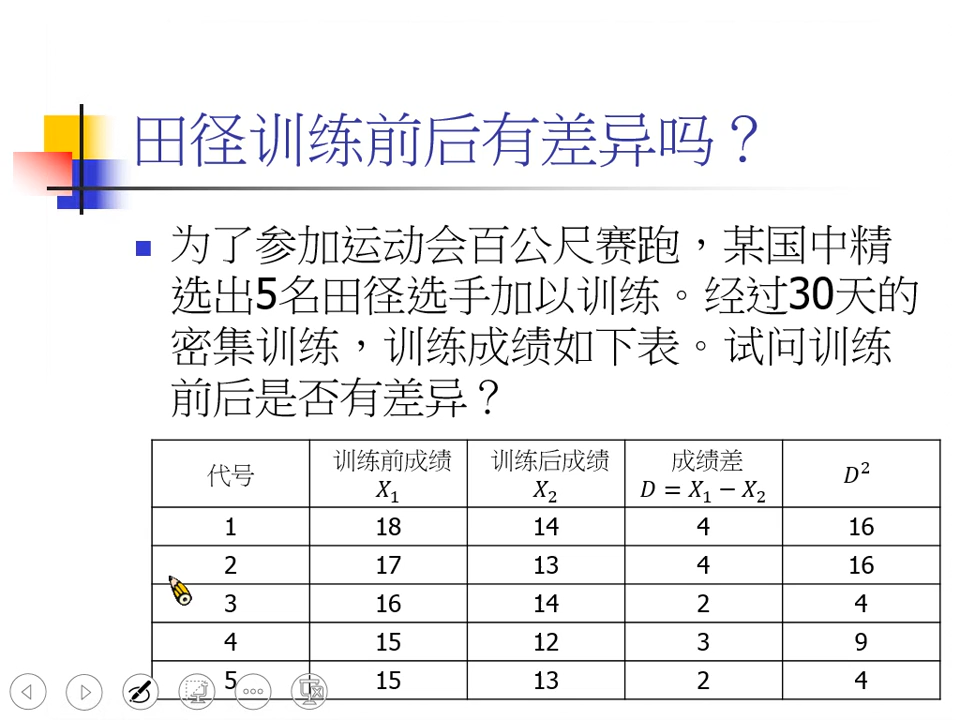 田径训练前后有差异吗？
为了参加运动会百公尺赛跑，某国中精
选出5名田径选手加以训练。经过30天的
密集训练，训练成绩如下表。试问训练
前后是否有差异？
代号 训练前成绩 X₁ 训练后成绩 X₂ 成绩差 D = X₁ − X₂ D²
1 18 14 4 16
2 17 13 4 16
3 16 14 2 4
4 15 12 3 9
5 15 13 2 4